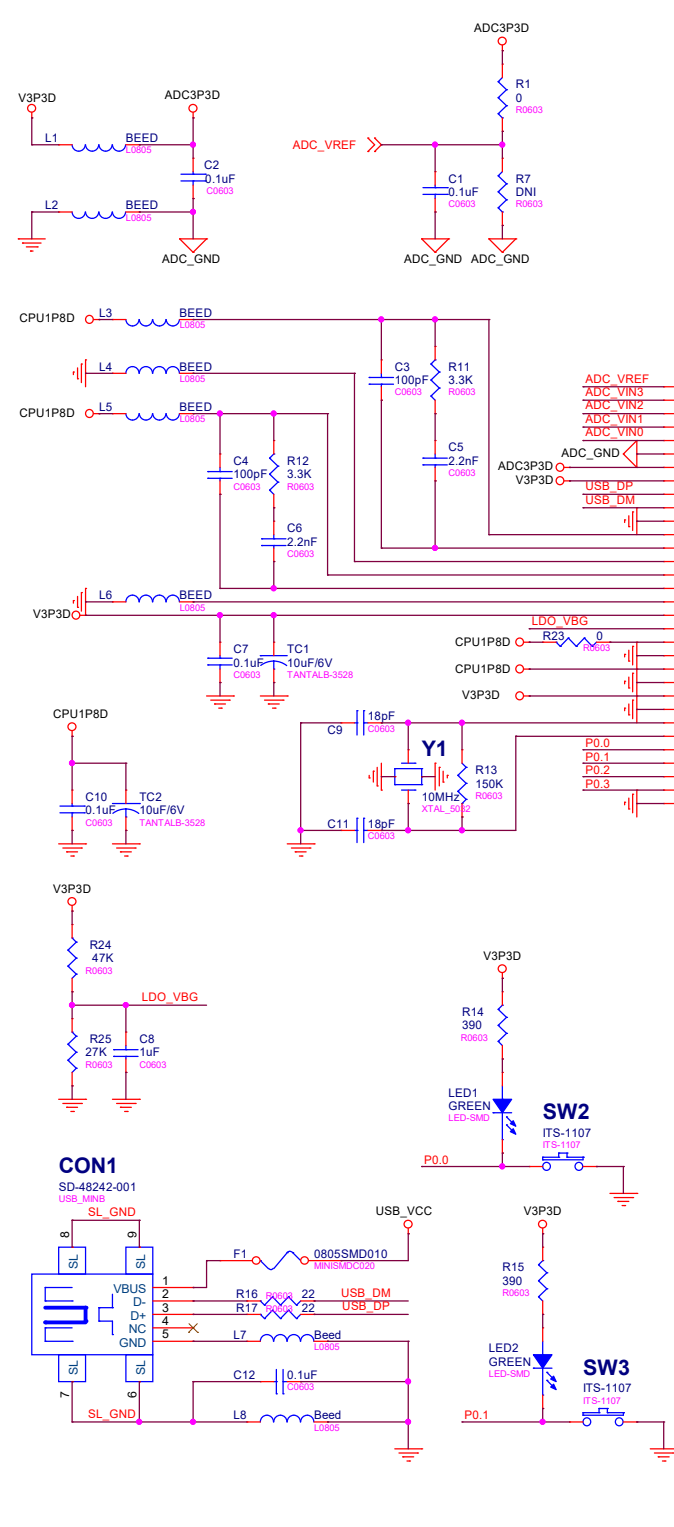 ADC3P3D
R1
0
R0603
V3P3D
ADC3P3D
L1
BEED
L0805
ADC_VREF
C2
0.1uF
C0603
C1
0.1uF
C0603
R7
DNI
R0603
L2
BEED
L0805
ADC_GND
ADC_GND
ADC_GND
CPU1P8D
L3
BEED
L0805
L4
BEED
L0805
C3
100pF
C0603
R11
3.3K
R0603
CPU1P8D
L5
BEED
L0805
C4
100pF
C0603
R12
3.3K
R0603
C5
2.2nF
C0603
C6
2.2nF
C0603
ADC_VREF
ADC_VIN3
ADC_VIN2
ADC_VIN1
ADC_VIN0
ADC_GND
ADC3P3D
V3P3D
USB_DP
USB_DM
L6
BEED
L0805
V3P3D
LDO_VBG
CPU1P8D
R23
0
R0603
CPU1P8D
V3P3D
C7
0.1uF
C0603
TC1
10uF/6V
TANTALB-3528
CPU1P8D
C10
0.1uF
C0603
TC2
10uF/6V
TANTALB-3528
C9
18pF
C0603
Y1
10MHz
XTAL_5032
R13
150K
R0603
C11
18pF
C0603
P0.0
P0.1
P0.2
P0.3
V3P3D
R24
47K
R0603
LDO_VBG
R25
27K
R0603
C8
1uF
C0603
V3P3D
R14
390
R0603
LED1
GREEN
LED-SMD
SW2
ITS-1107
ITS-1107
P0.0
CON1
SD-48242-001
USB_MINB
SL_GND
8
9
SL
SL
VBUS
D-
D+
NC
GND
1
2
3
4
5
SL
SL
7
6
SL_GND
USB_VCC
F1
0805SMD010
MINISMDC020
R16
R0603
22
USB_DM
R17
R0603
22
USB_DP
L7
Beed
L0805
C12
0.1uF
C0603
L8
Beed
L0805
V3P3D
R15
390
R0603
LED2
GREEN
LED-SMD
SW3
ITS-1107
ITS-1107
P0.1